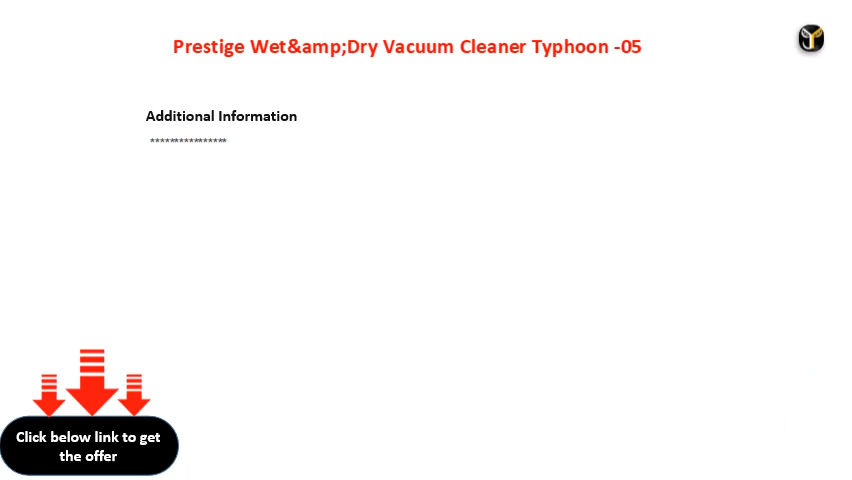 Prestige Wet&amp;Dry Vacuum Cleaner Typhoon -05
Additional Information
****************
Click below link to get
the offer